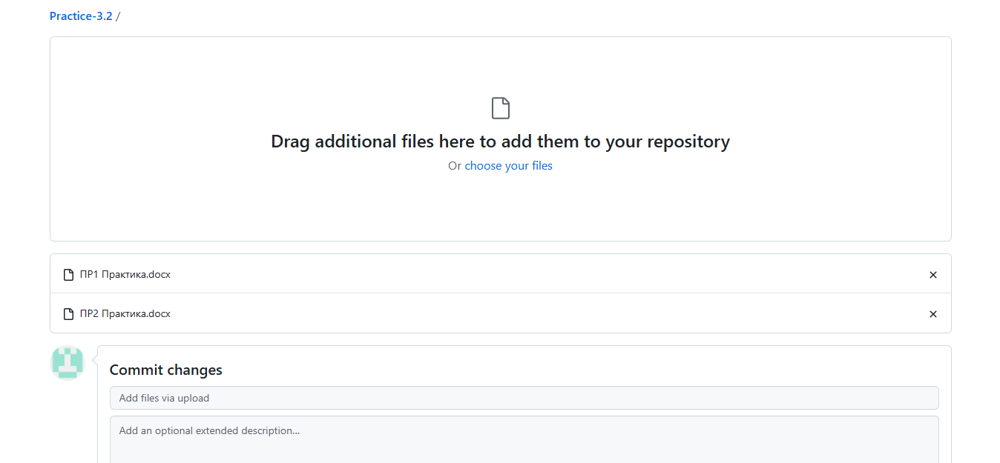 Practice-3.2 /
Drag additional files here to add them to your repository
Or choose your files
ПР1 Практика.docx
ПР2 Практика.docx
Commit changes
Add files via upload
Add an optional extended description...